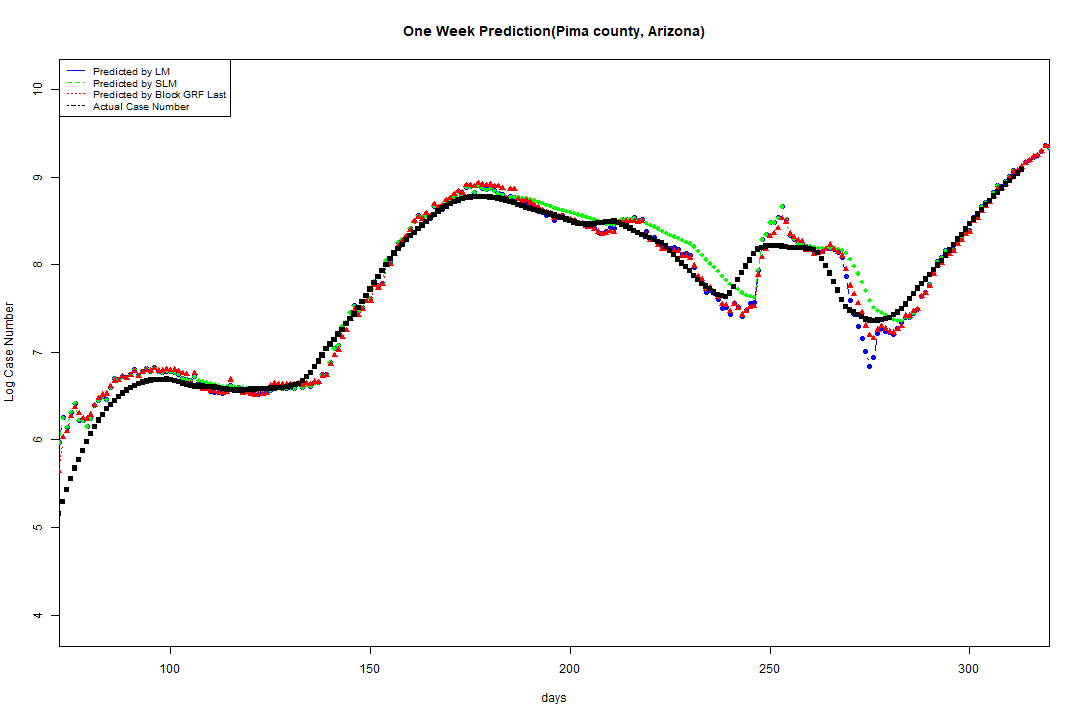 One Week Prediction(Pima county, Arizona)
Predicted by LM
Predicted by SLM
Predicted by Block GRF Last
Actual Case Number
10
9
8
7
6
5
4
Log Case Number
100 150 200 250 300
days